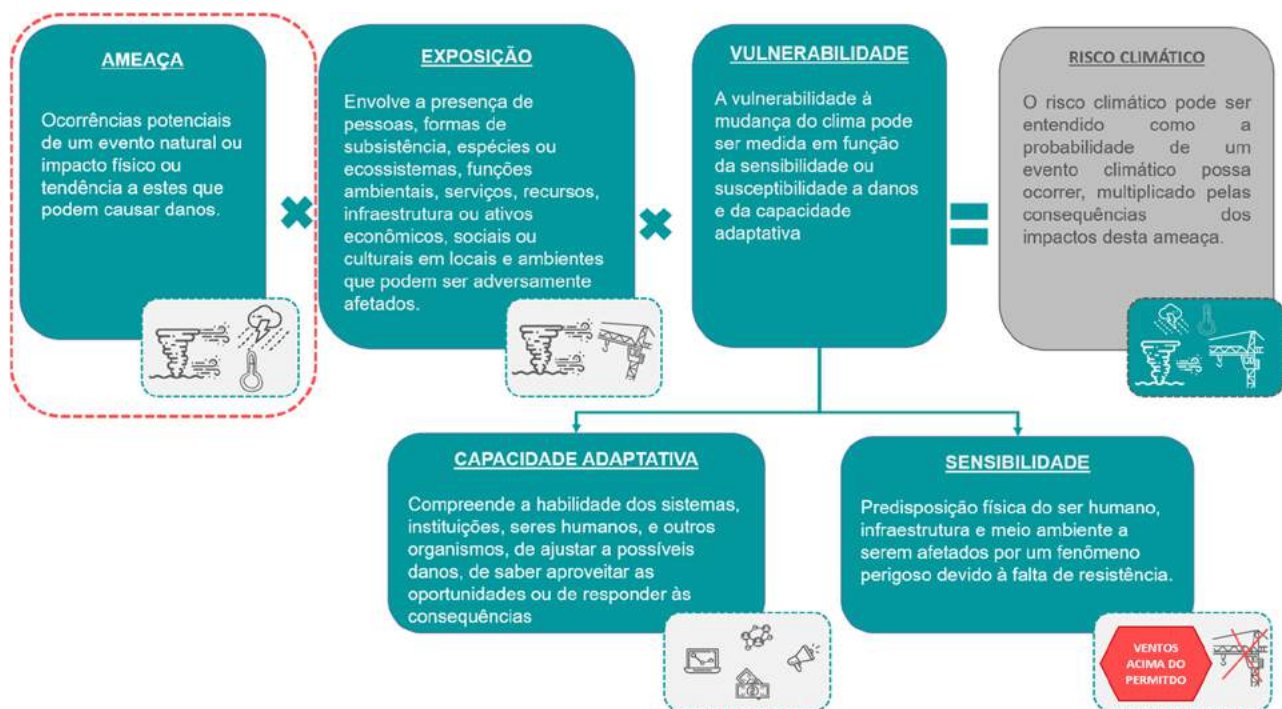 AMEAÇA
Ocorrências potenciais
de um evento natural ou
impacto físico ou
tendência a estes que
podem causar danos.
EXPOSIÇÃO
Envolve a presença de
pessoas, formas de
subsistência, espécies ou
ecossistemas, funções
ambientais, serviços, recursos,
infraestrutura ou ativos
econômicos, sociais ou
culturais em locais e ambientes
que podem ser adversamente
afetados.
VULNERABILIDADE
A vulnerabilidade à
mudança do clima pode
ser medida em função
da sensibilidade ou
susceptibilidade a danos
e da capacidade
adaptativa
RISCO CLIMÁTICO
O risco climático pode ser
entendido como a
probabilidade de um
evento climático possa
ocorrer, multiplicado pelas
consequências dos
impactos desta ameaça.
CAPACIDADE ADAPTATIVA
Compreende a habilidade dos sistemas,
instituições, seres humanos, e outros
organismos, de ajustar a possíveis
danos, de saber aproveitar as
oportunidades ou de responder às
consequências
SENSIBILIDADE
Predisposição física do ser humano,
infraestrutura e meio ambiente a
serem afetados por um fenômeno
perigoso devido à falta de resistência.
VENTOS
ACIMA DO
PERMITDO